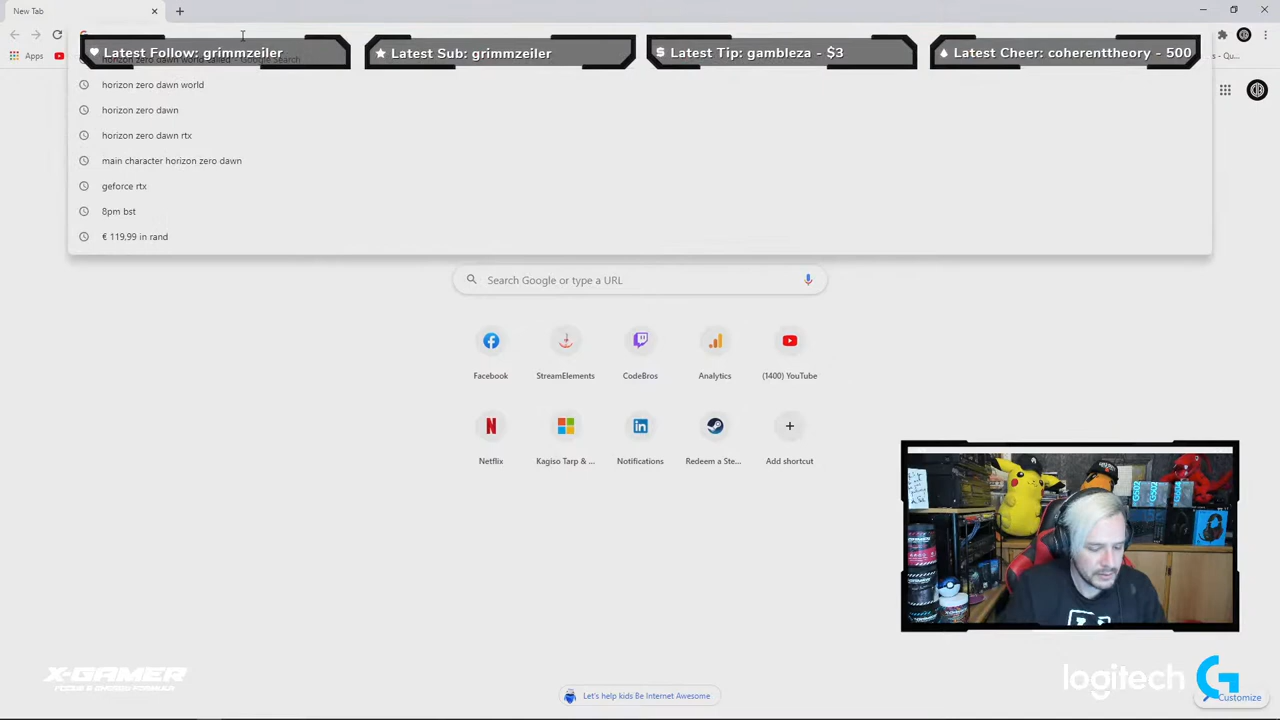 New Tab
Latest Follow: grimmzeiler
Latest Sub: grimmzeiler
Latest Tip: gambleza - $3
Latest Cheer: coherenttheory - 500
Apps
Google Search
horizon zero dawn world
horizon zero dawn
horizon zero dawn rtx
main character horizon zero dawn
geforce rtx
8pm bst
€ 119,99 in rand
Search Google or type a URL
Facebook
StreamElements
CodeBros
Analytics
(1400) YouTube
Netflix
Kagiso Tarp & ...
Notifications
Redeem a Ste...
Add shortcut
G502
X-GAMER
logitech G
Let's help kids Be Internet Awesome
Customize